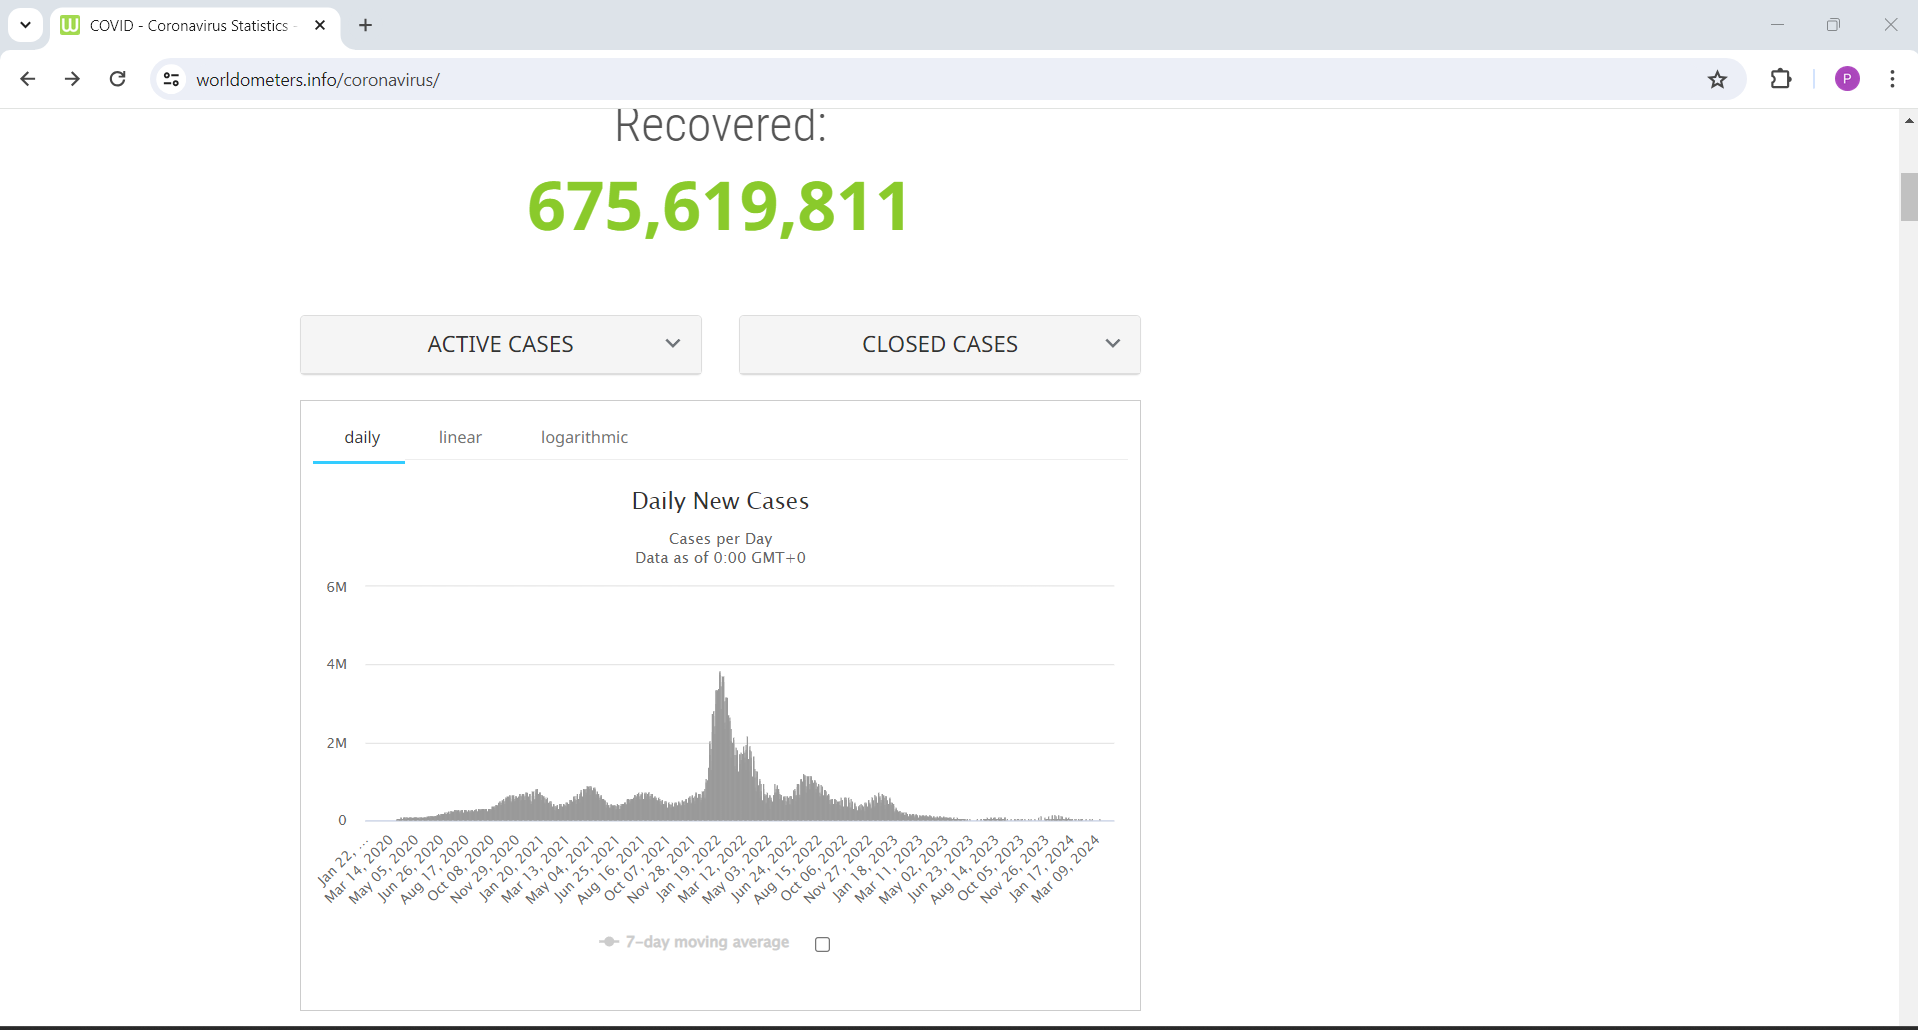 COVID - Coronavirus Statistics -
worldometers.info/coronavirus/
P
Recovered:
675,619,811
ACTIVE CASES
CLOSED CASES
daily linear logarithmic
Daily New Cases
Cases per Day
Data as of 0:00 GMT+0
6M
4M
2M
0
Jan 22, ...
Mar 14, 2020
May 05, 2020
Jun 26, 2020
Aug 17, 2020
Oct 08, 2020
Nov 29, 2020
Jan 20, 2021
Mar 13, 2021
May 04, 2021
Jun 25, 2021
Aug 16, 2021
Oct 07, 2021
Nov 28, 2021
Jan 19, 2022
Mar 12, 2022
May 03, 2022
Jun 24, 2022
Aug 15, 2022
Oct 06, 2022
Nov 27, 2022
Jan 18, 2023
Mar 11, 2023
May 02, 2023
Jun 23, 2023
Aug 14, 2023
Oct 05, 2023
Nov 26, 2023
Jan 17, 2024
Mar 09, 2024
7-day moving average